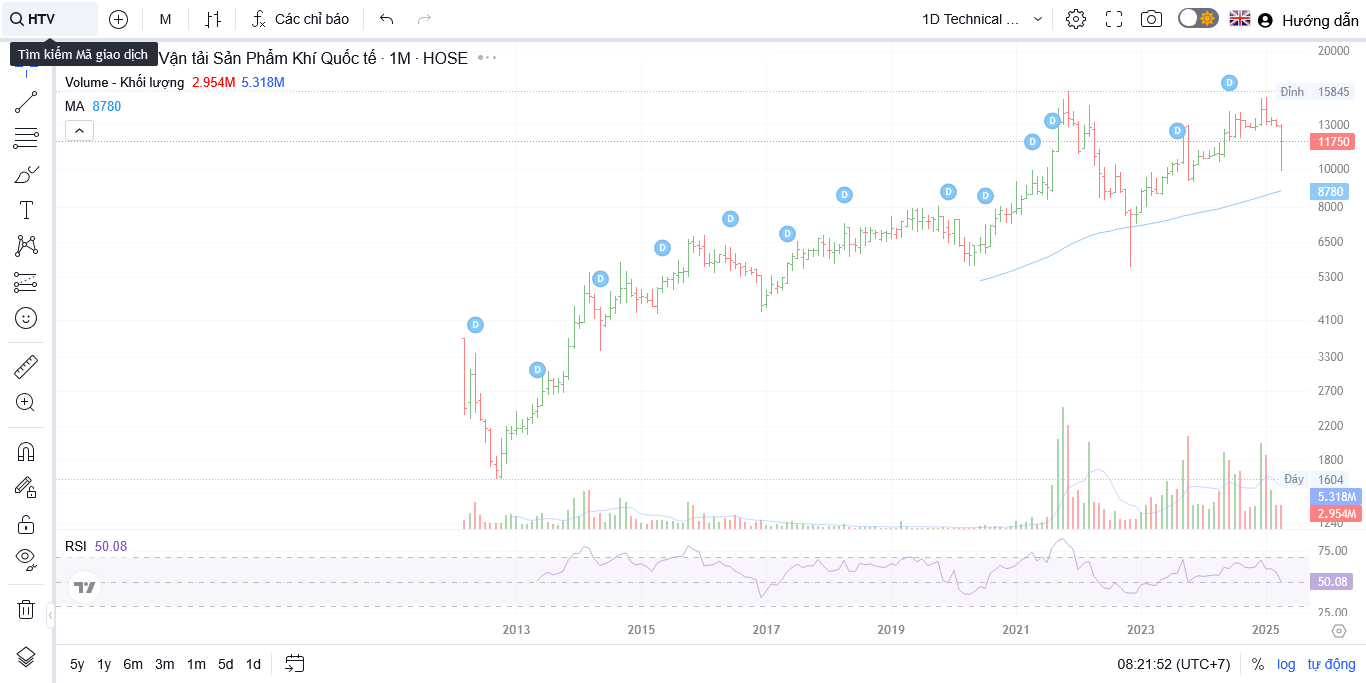 HTV
M
Các chỉ báo
1D Technical ...
Hướng dẫn
Tìm kiếm Mã giao dịch
Vận tải Sản Phẩm Khí Quốc tế · 1M · HOSE
Volume - Khối lượng 2.954M 5.318M
MA 8780
20000
Đỉnh 15845
13000
11750
10000
8780
8000
6500
5300
4100
3300
2700
2200
1800
Đáy 1604
5.318M
2.954M
1240
D
D
D
D
D
D
D
D
D
D
D
D
D
RSI 50.08
75.00
50.08
25.00
2013
2015
2017
2019
2021
2023
2025
5y 1y 6m 3m 1m 5d 1d
08:21:52 (UTC+7)
% log tự động